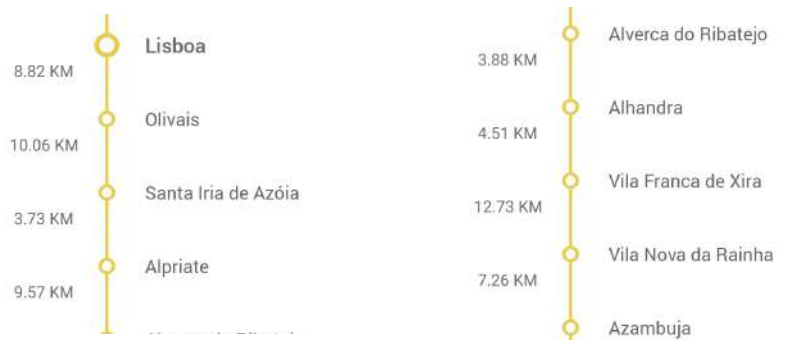 Lisboa
8.82 KM
Olivais
10.06 KM
Santa Iria de Azóia
3.73 KM
Alpriate
9.57 KM
Alverca do Ribatejo
3.88 KM
Alhandra
4.51 KM
Vila Franca de Xira
12.73 KM
Vila Nova da Rainha
7.26 KM
Azambuja